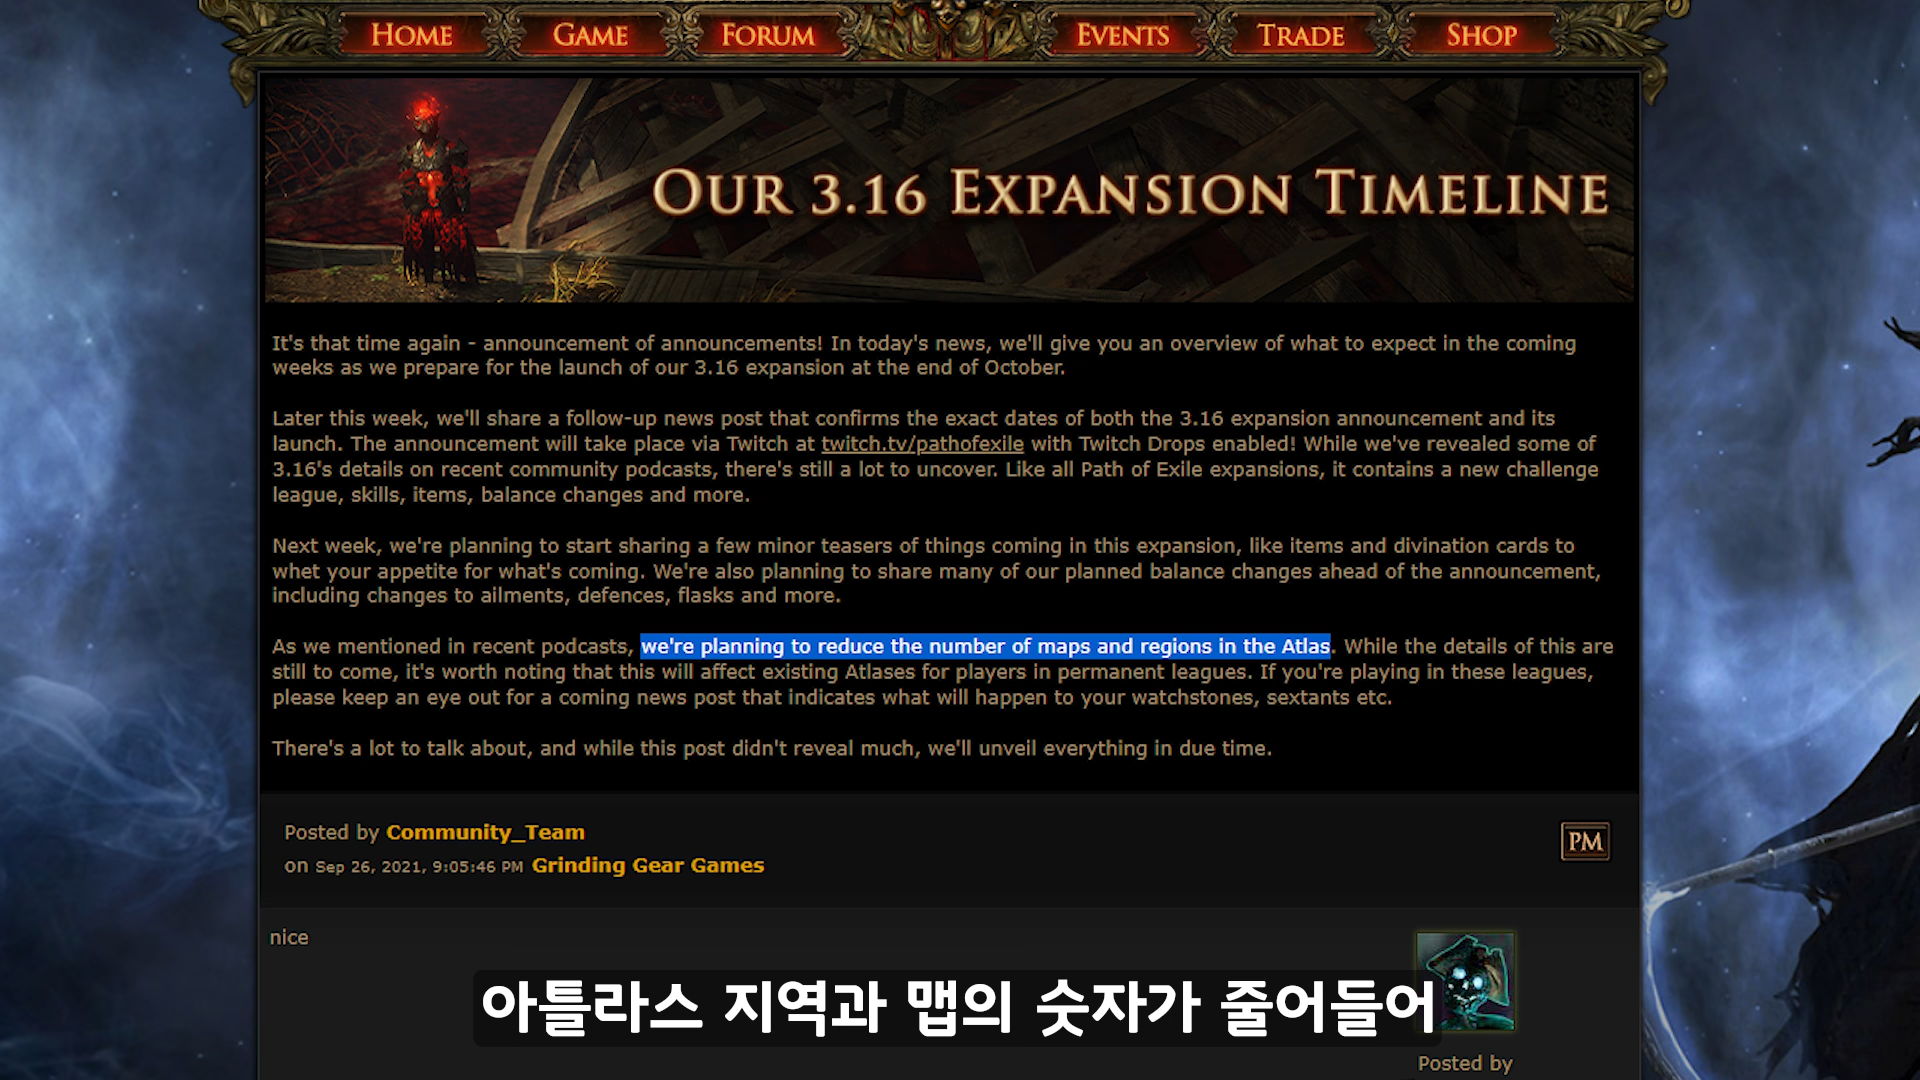 HOME GAME FORUM EVENTS TRADE SHOP
OUR 3.16 EXPANSION TIMELINE
It's that time again - announcement of announcements! In today's news, we'll give you an overview of what to expect in the coming
weeks as we prepare for the launch of our 3.16 expansion at the end of October.
Later this week, we'll share a follow-up news post that confirms the exact dates of both the 3.16 expansion announcement and its
launch. The announcement will take place via Twitch at twitch.tv/pathofexile with Twitch Drops enabled! While we've revealed some of
3.16's details on recent community podcasts, there's still a lot to uncover. Like all Path of Exile expansions, it contains a new challenge
league, skills, items, balance changes and more.
Next week, we're planning to start sharing a few minor teasers of things coming in this expansion, like items and divination cards to
whet your appetite for what's coming. We're also planning to share many of our planned balance changes ahead of the announcement,
including changes to ailments, defences, flasks and more.
As we mentioned in recent podcasts, we're planning to reduce the number of maps and regions in the Atlas. While the details of this are
still to come, it's worth noting that this will affect existing Atlases for players in permanent leagues. If you're playing in these leagues,
please keep an eye out for a coming news post that indicates what will happen to your watchstones, sextants etc.
There's a lot to talk about, and while this post didn't reveal much, we'll unveil everything in due time.
Posted by Community_Team
on Sep 26, 2021, 9:05:46 PM Grinding Gear Games
PM
nice
아틀라스 지역과 맵의 숫자가 줄어들어
Posted by